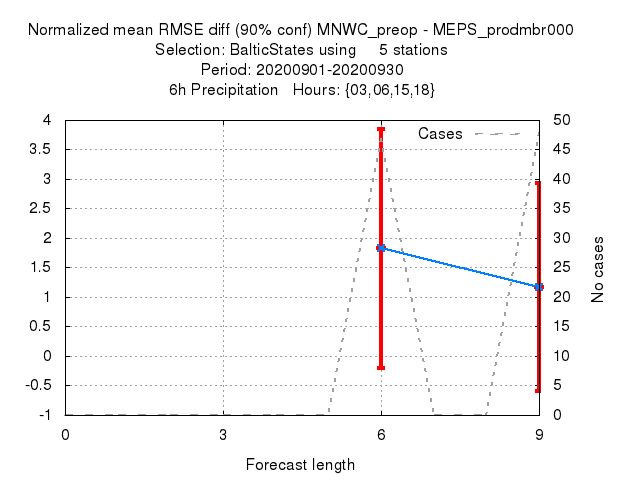 Normalized mean RMSE diff (90% conf) MNWC_preop - MEPS_prodmbr000
Selection: BalticStates using 5 stations
Period: 20200901-20200930
6h Precipitation Hours: {03,06,15,18}
Cases
4
3.5
3
2.5
2
1.5
1
0.5
0
-0.5
-1
50
45
40
35
30
25
20
15
10
5
0
No cases
0 3 6 9
Forecast length